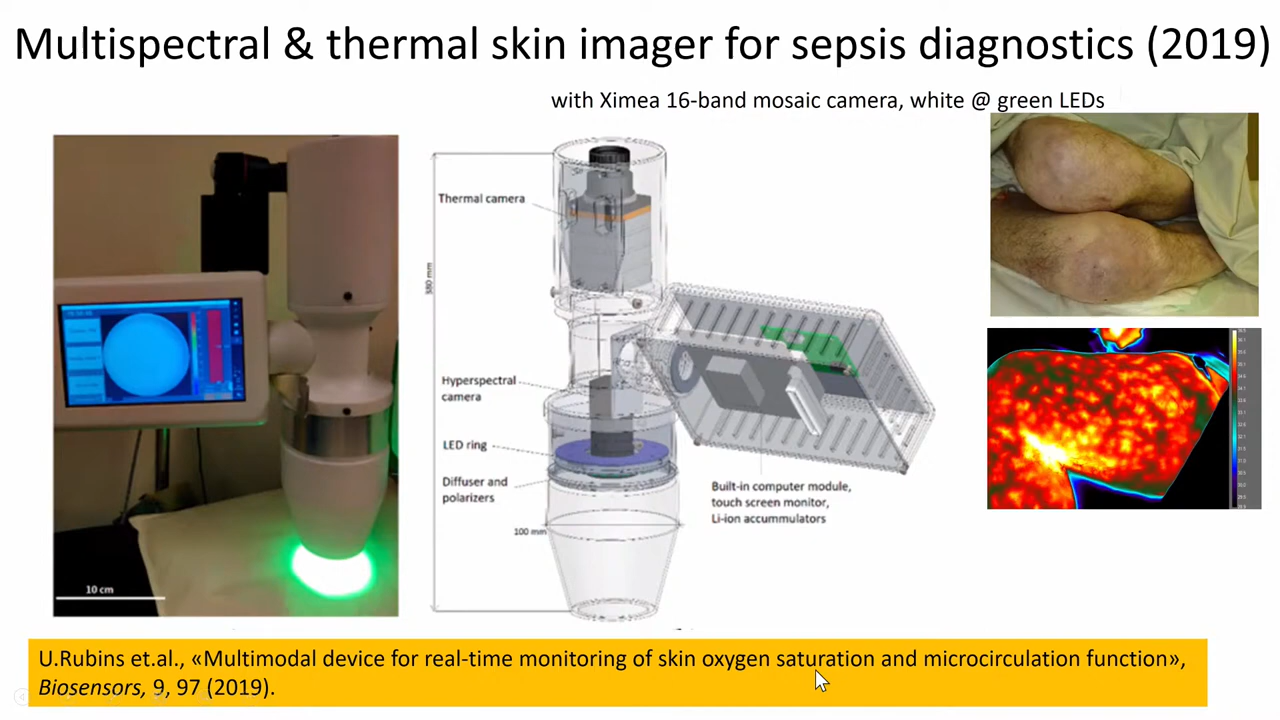 Multispectral & thermal skin imager for sepsis diagnostics (2019)
with Ximea 16-band mosaic camera, white @ green LEDs
Thermal camera
380 mm
Hyperspectral
camera
LED ring
Diffuser and
polarizers
100 mm
Built-in computer module,
touch screen monitor,
Li-ion accummulators
10 cm
U.Rubins et.al., «Multimodal device for real-time monitoring of skin oxygen saturation and microcirculation function»,
Biosensors, 9, 97 (2019).